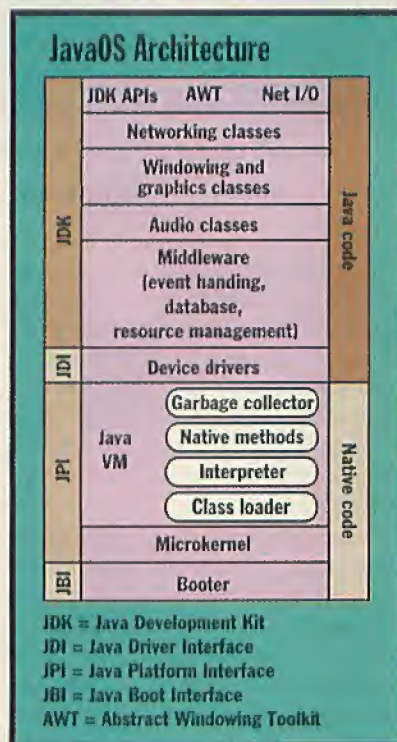 JavaOS Architecture
JDK APIs AWT Net I/O
Networking classes
Windowing and
graphics classes
Audio classes
Middleware
(event handing,
database,
resource management)
Device drivers
JDK
JDI
JPI
JBI
Java code
Native code
Java
VM
Garbage collector
Native methods
Interpreter
Class loader
Microkernel
Booter
JDK = Java Development Kit
JDI = Java Driver Interface
JPI = Java Platform Interface
JBI = Java Boot Interface
AWT = Abstract Windowing Toolkit